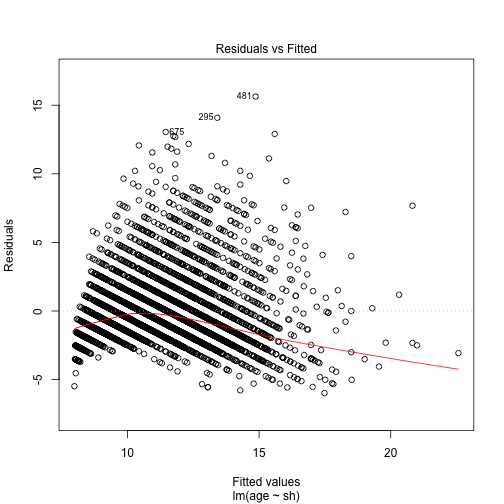 Residuals vs Fitted
481
295
675
Residuals
15
10
5
0
-5
10
15
20
Fitted values
lm(age ~ sh)